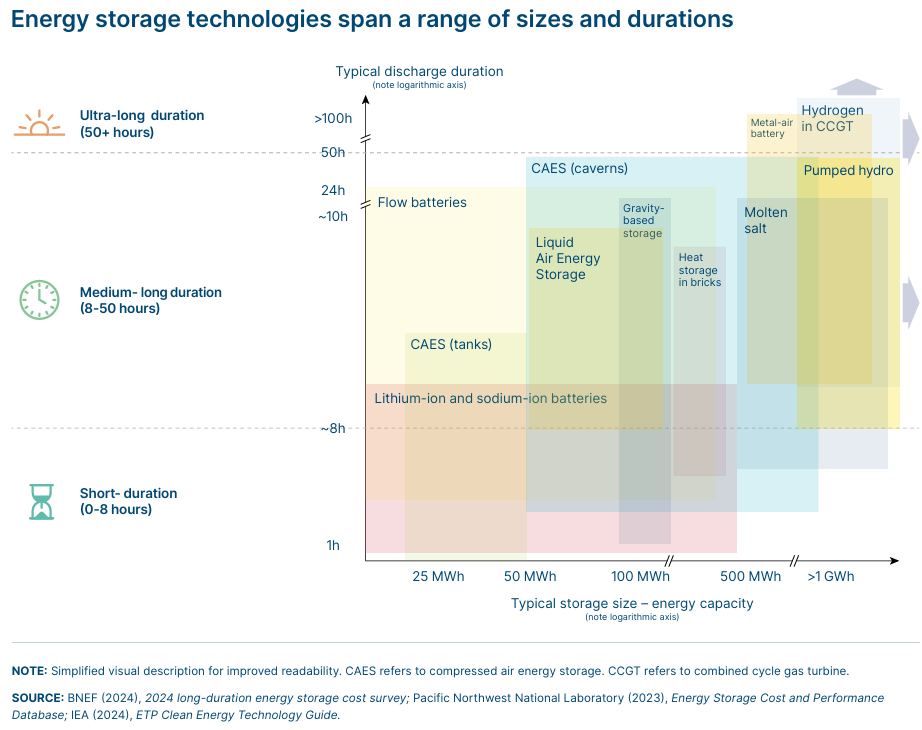 Energy storage technologies span a range of sizes and durations
Typical discharge duration
(note logarithmic axis)
Ultra-long duration
(50+ hours)
>100h
50h
24h
~10h
Medium- long duration
(8-50 hours)
~8h
Short- duration
(0-8 hours)
1h
Hydrogen
in CCGT
Metal-air
battery
CAES (caverns)
Pumped hydro
Flow batteries
Gravity-
based
storage
Molten
salt
Liquid
Air Energy
Storage
Heat
storage
in bricks
CAES (tanks)
Lithium-ion and sodium-ion batteries
25 MWh
50 MWh
100 MWh
500 MWh
>1 GWh
Typical storage size – energy capacity
(note logarithmic axis)
NOTE: Simplified visual description for improved readability. CAES refers to compressed air energy storage. CCGT refers to combined cycle gas turbine.
SOURCE: BNEF (2024), 2024 long-duration energy storage cost survey; Pacific Northwest National Laboratory (2023), Energy Storage Cost and Performance
Database; IEA (2024), ETP Clean Energy Technology Guide.